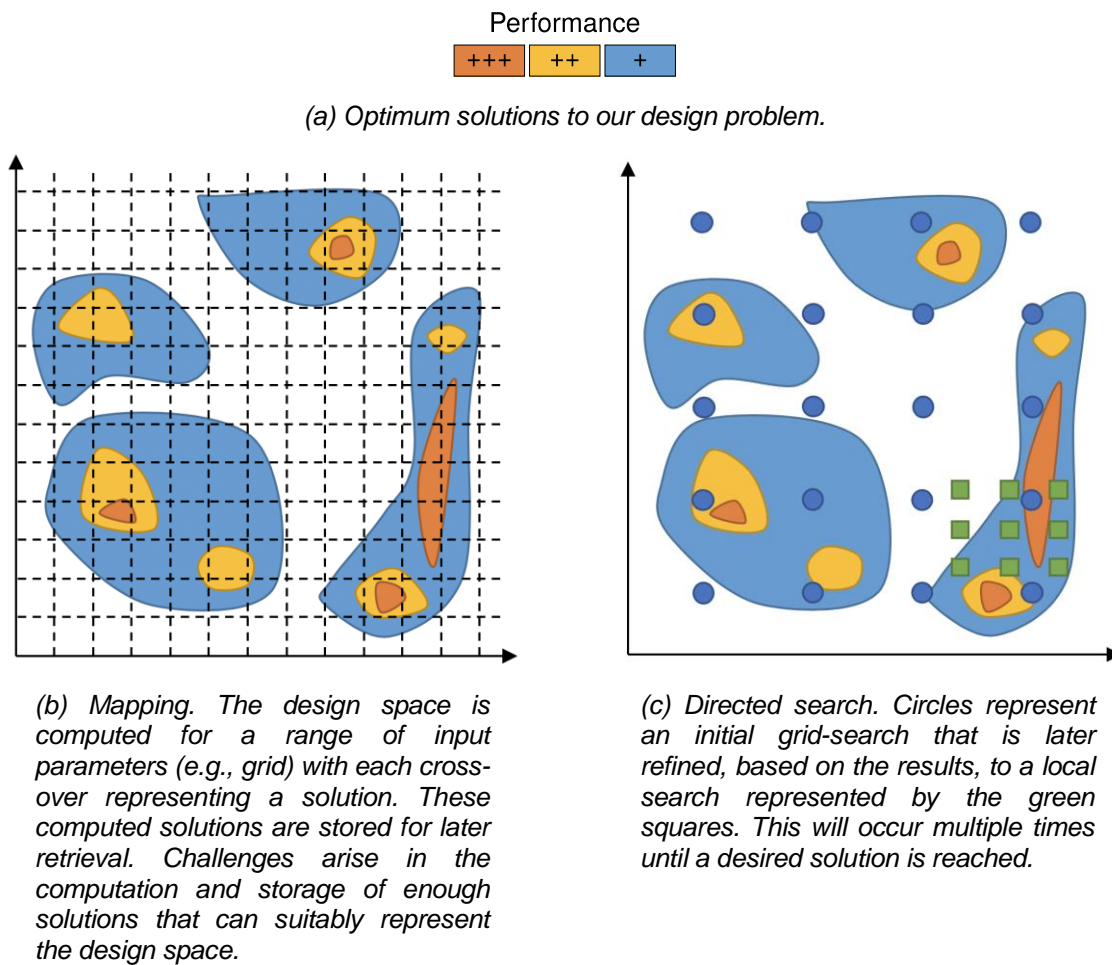 Performance
+++ ++ +
(a) Optimum solutions to our design problem.
(b) Mapping. The design space is
computed for a range of input
parameters (e.g., grid) with each cross-
over representing a solution. These
computed solutions are stored for later
retrieval. Challenges arise in the
computation and storage of enough
solutions that can suitably represent
the design space.
(c) Directed search. Circles represent
an initial grid-search that is later
refined, based on the results, to a local
search represented by the green
squares. This will occur multiple times
until a desired solution is reached.